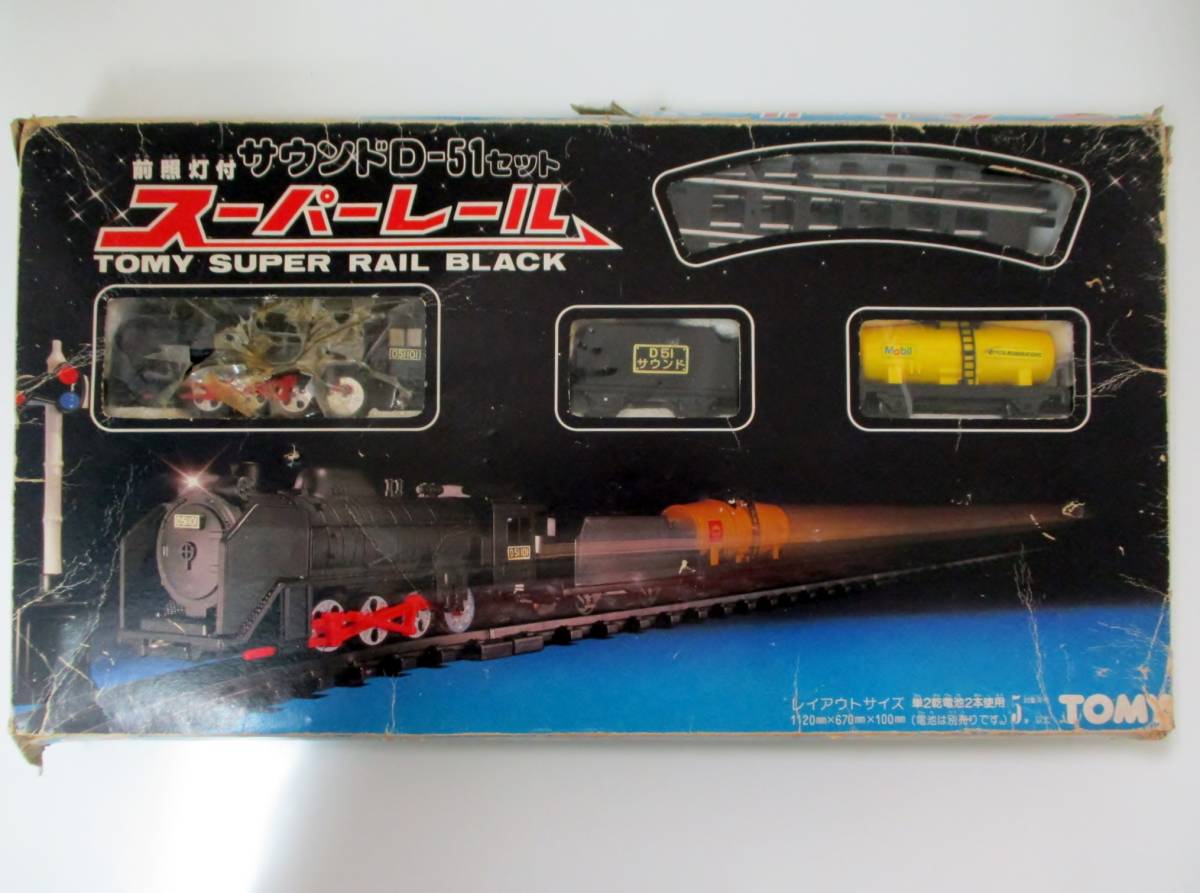 前照灯付 サウンドD-51セット
スーパーレール
TOMY SUPER RAIL BLACK
D51101
D51
サウンド
Mobil
D51101
D51101
レイアウトサイズ 単2乾電池2本使用
1120mm×670mm×100mm (電池は別売りです。)
5
TOMY